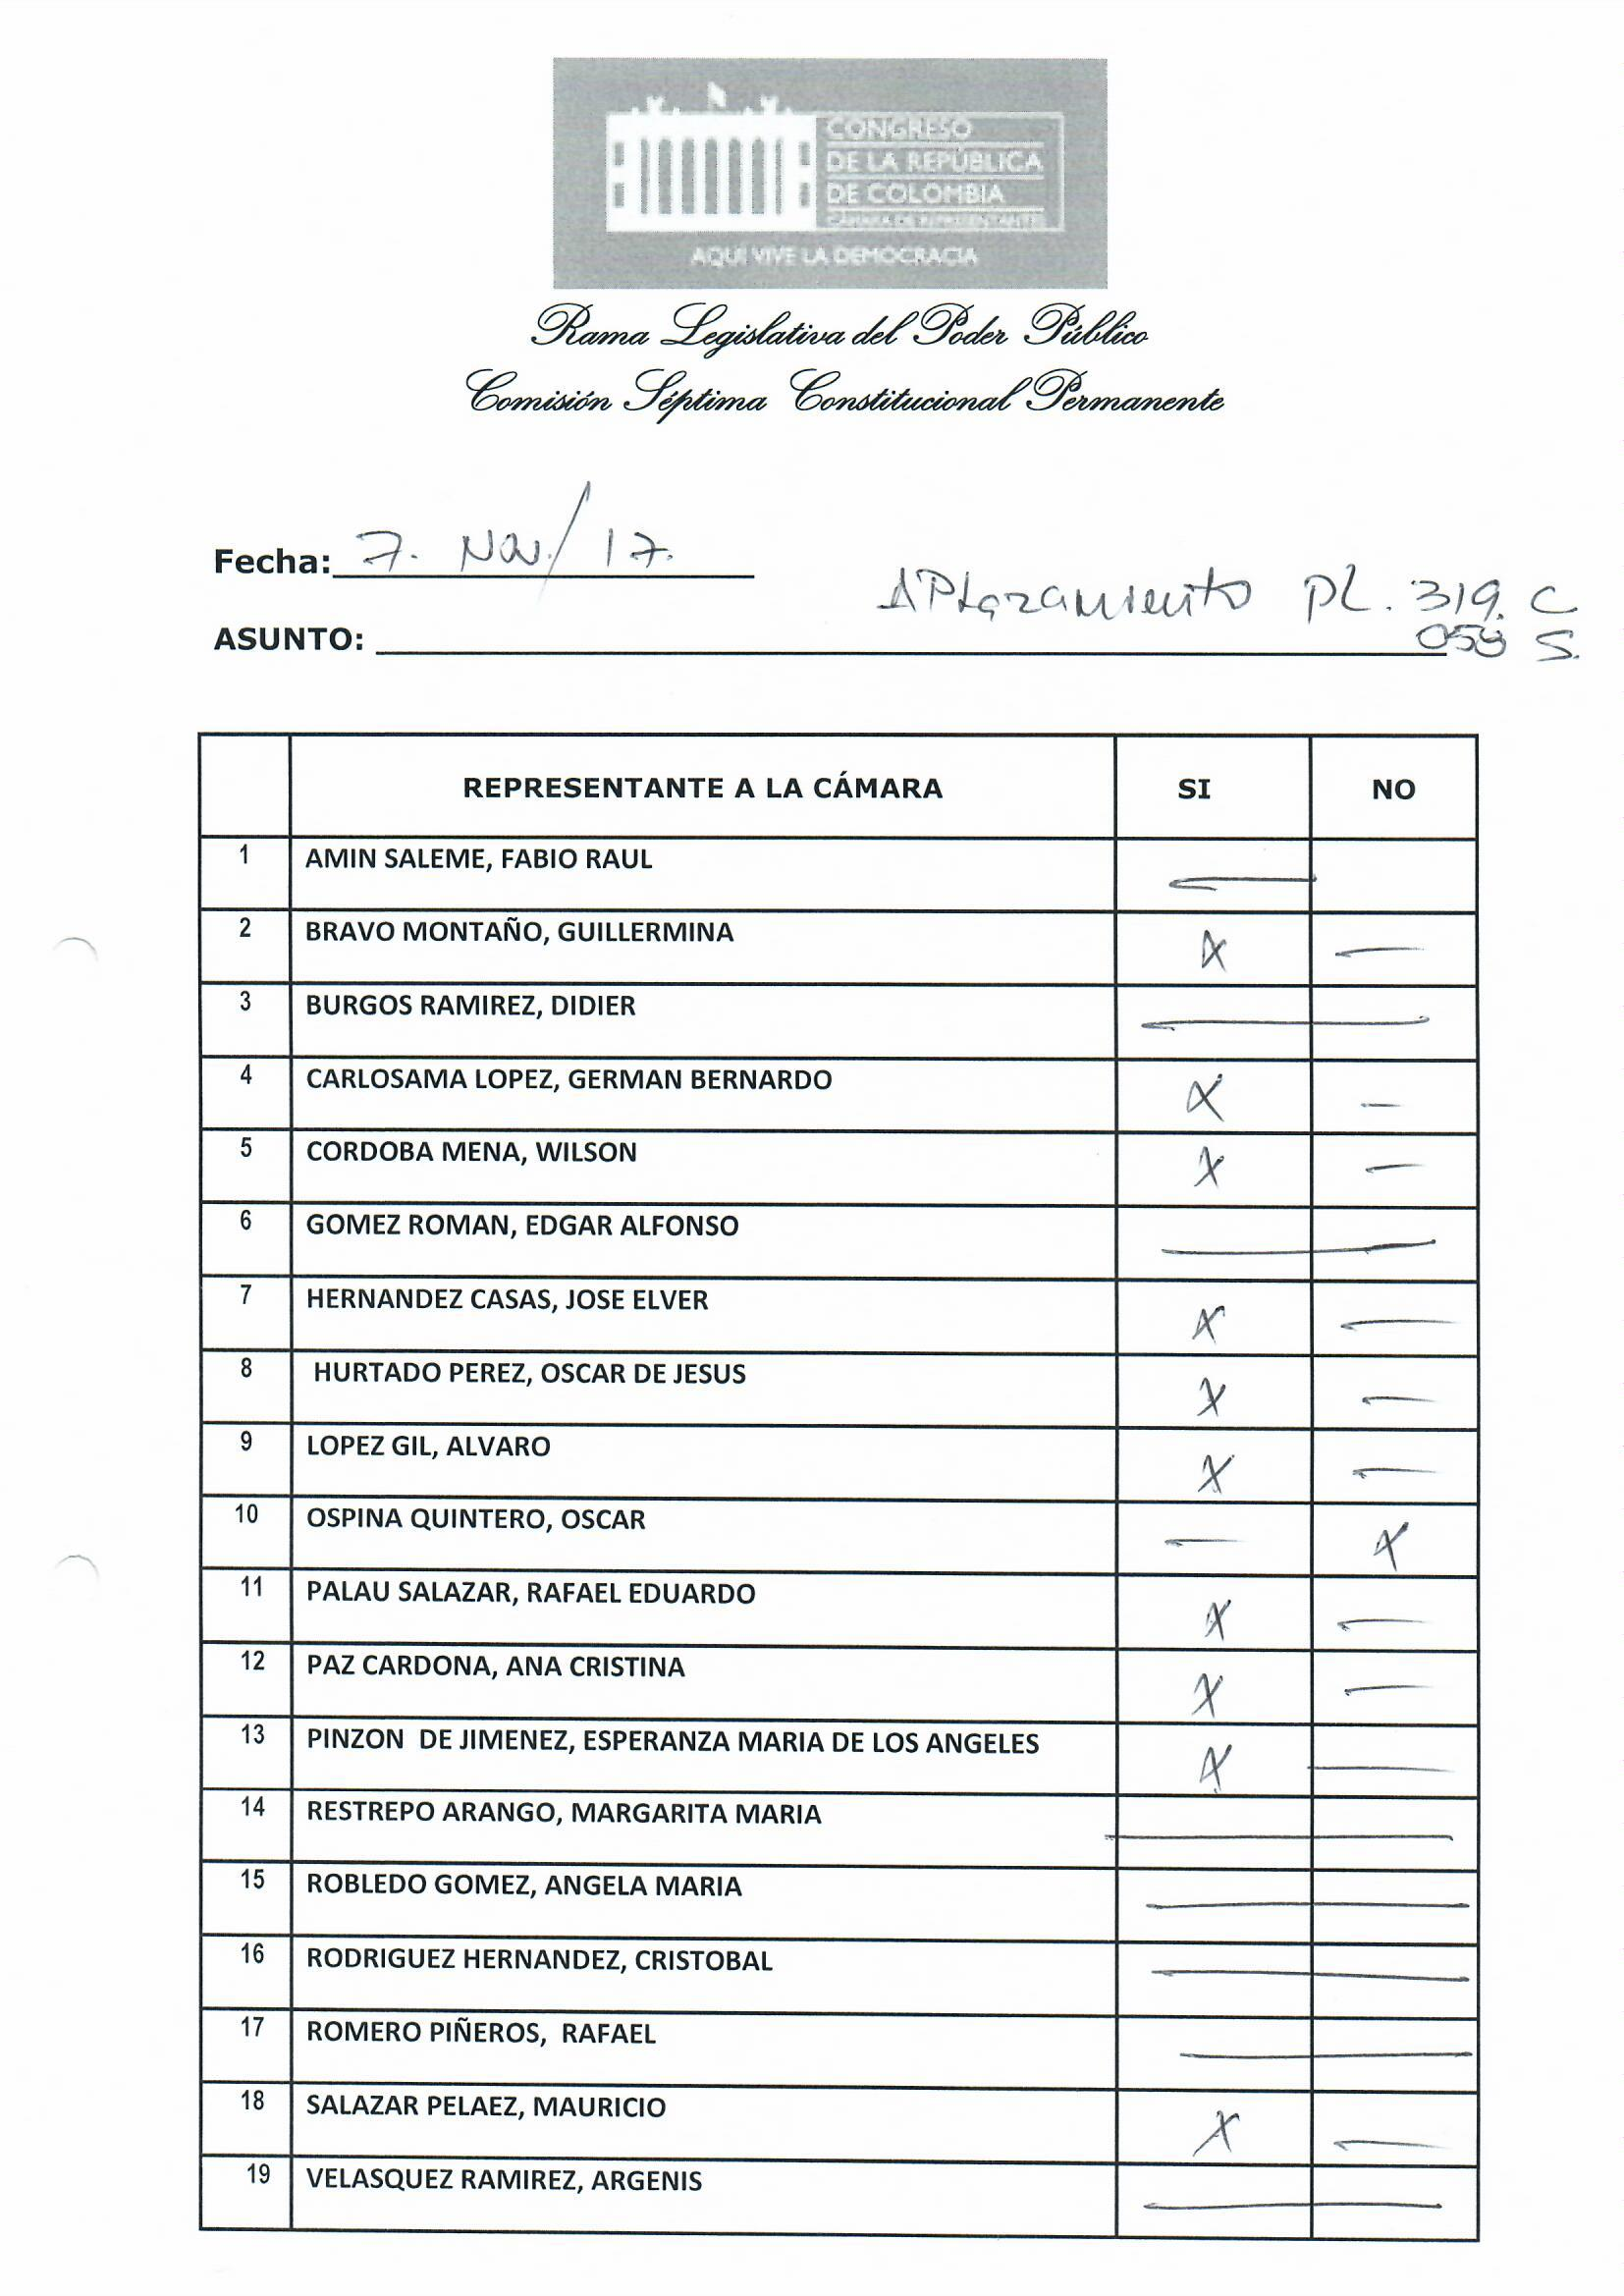 CONGRESO
DE LA REPÚBLICA
DE COLOMBIA
CÁMARA DE REPRESENTANTES
AQUÍ VIVE LA DEMOCRACIA
Rama Legislativa del Poder Público
Comisión Séptima Constitucional Permanente
Fecha: 7. Nov./17.
APlazamiento PL. 319. C
ASUNTO: 058 S.
REPRESENTANTE A LA CÁMARA SI NO
1 AMIN SALEME, FABIO RAUL —
2 BRAVO MONTAÑO, GUILLERMINA X —
3 BURGOS RAMIREZ, DIDIER —
4 CARLOSAMA LOPEZ, GERMAN BERNARDO X —
5 CORDOBA MENA, WILSON X —
6 GOMEZ ROMAN, EDGAR ALFONSO —
7 HERNANDEZ CASAS, JOSE ELVER X —
8 HURTADO PEREZ, OSCAR DE JESUS X —
9 LOPEZ GIL, ALVARO X —
10 OSPINA QUINTERO, OSCAR — X
11 PALAU SALAZAR, RAFAEL EDUARDO X —
12 PAZ CARDONA, ANA CRISTINA X —
13 PINZON DE JIMENEZ, ESPERANZA MARIA DE LOS ANGELES X —
14 RESTREPO ARANGO, MARGARITA MARIA —
15 ROBLEDO GOMEZ, ANGELA MARIA —
16 RODRIGUEZ HERNANDEZ, CRISTOBAL —
17 ROMERO PIÑEROS, RAFAEL —
18 SALAZAR PELAEZ, MAURICIO X —
19 VELASQUEZ RAMIREZ, ARGENIS —